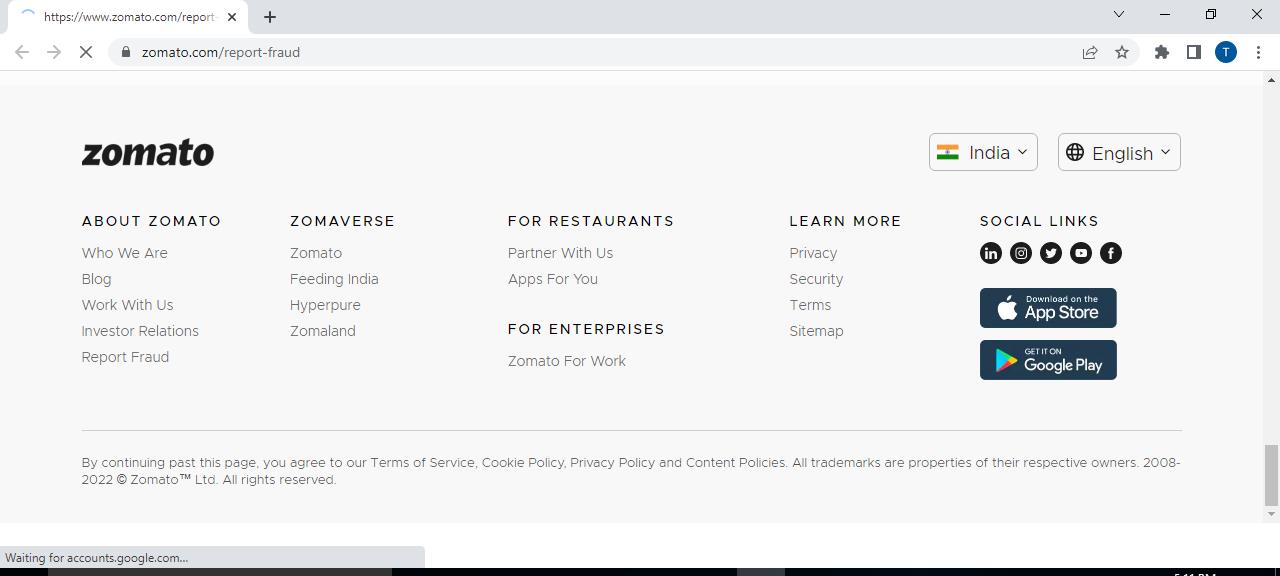 https://www.zomato.com/report-
zomato.com/report-fraud
T
zomato
India
English
ABOUT ZOMATO
Who We Are
Blog
Work With Us
Investor Relations
Report Fraud
ZOMAVERSE
Zomato
Feeding India
Hyperpure
Zomaland
FOR RESTAURANTS
Partner With Us
Apps For You
FOR ENTERPRISES
Zomato For Work
LEARN MORE
Privacy
Security
Terms
Sitemap
SOCIAL LINKS
in
f
Download on the
App Store
GET IT ON
Google Play
By continuing past this page, you agree to our Terms of Service, Cookie Policy, Privacy Policy and Content Policies. All trademarks are properties of their respective owners. 2008-
2022 © Zomato™ Ltd. All rights reserved.
Waiting for accounts.google.com...